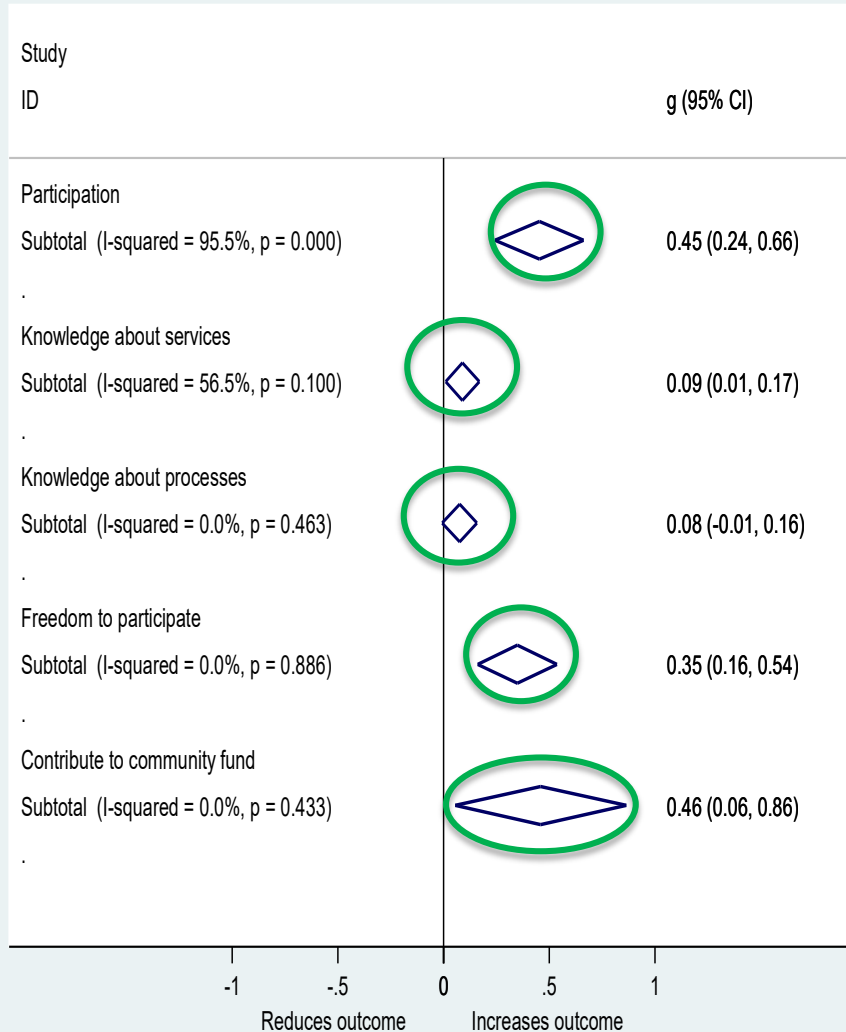 Study
ID g (95% CI)
Participation
Subtotal (I-squared = 95.5%, p = 0.000) 0.45 (0.24, 0.66)
.
Knowledge about services
Subtotal (I-squared = 56.5%, p = 0.100) 0.09 (0.01, 0.17)
.
Knowledge about processes
Subtotal (I-squared = 0.0%, p = 0.463) 0.08 (-0.01, 0.16)
.
Freedom to participate
Subtotal (I-squared = 0.0%, p = 0.886) 0.35 (0.16, 0.54)
.
Contribute to community fund
Subtotal (I-squared = 0.0%, p = 0.433) 0.46 (0.06, 0.86)
.
-1 -.5 0 .5 1
Reduces outcome Increases outcome